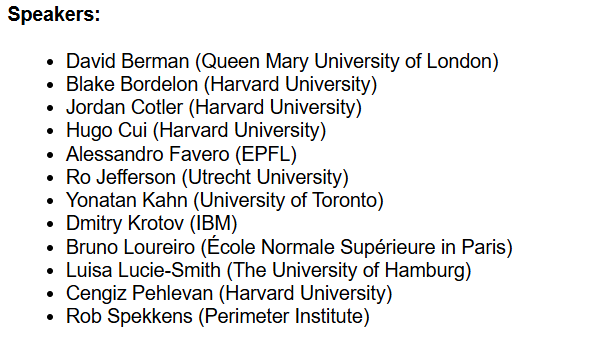 Speakers:
• David Berman (Queen Mary University of London)
• Blake Bordelon (Harvard University)
• Jordan Cotler (Harvard University)
• Hugo Cui (Harvard University)
• Alessandro Favero (EPFL)
• Ro Jefferson (Utrecht University)
• Yonatan Kahn (University of Toronto)
• Dmitry Krotov (IBM)
• Bruno Loureiro (École Normale Supérieure in Paris)
• Luisa Lucie-Smith (The University of Hamburg)
• Cengiz Pehlevan (Harvard University)
• Rob Spekkens (Perimeter Institute)